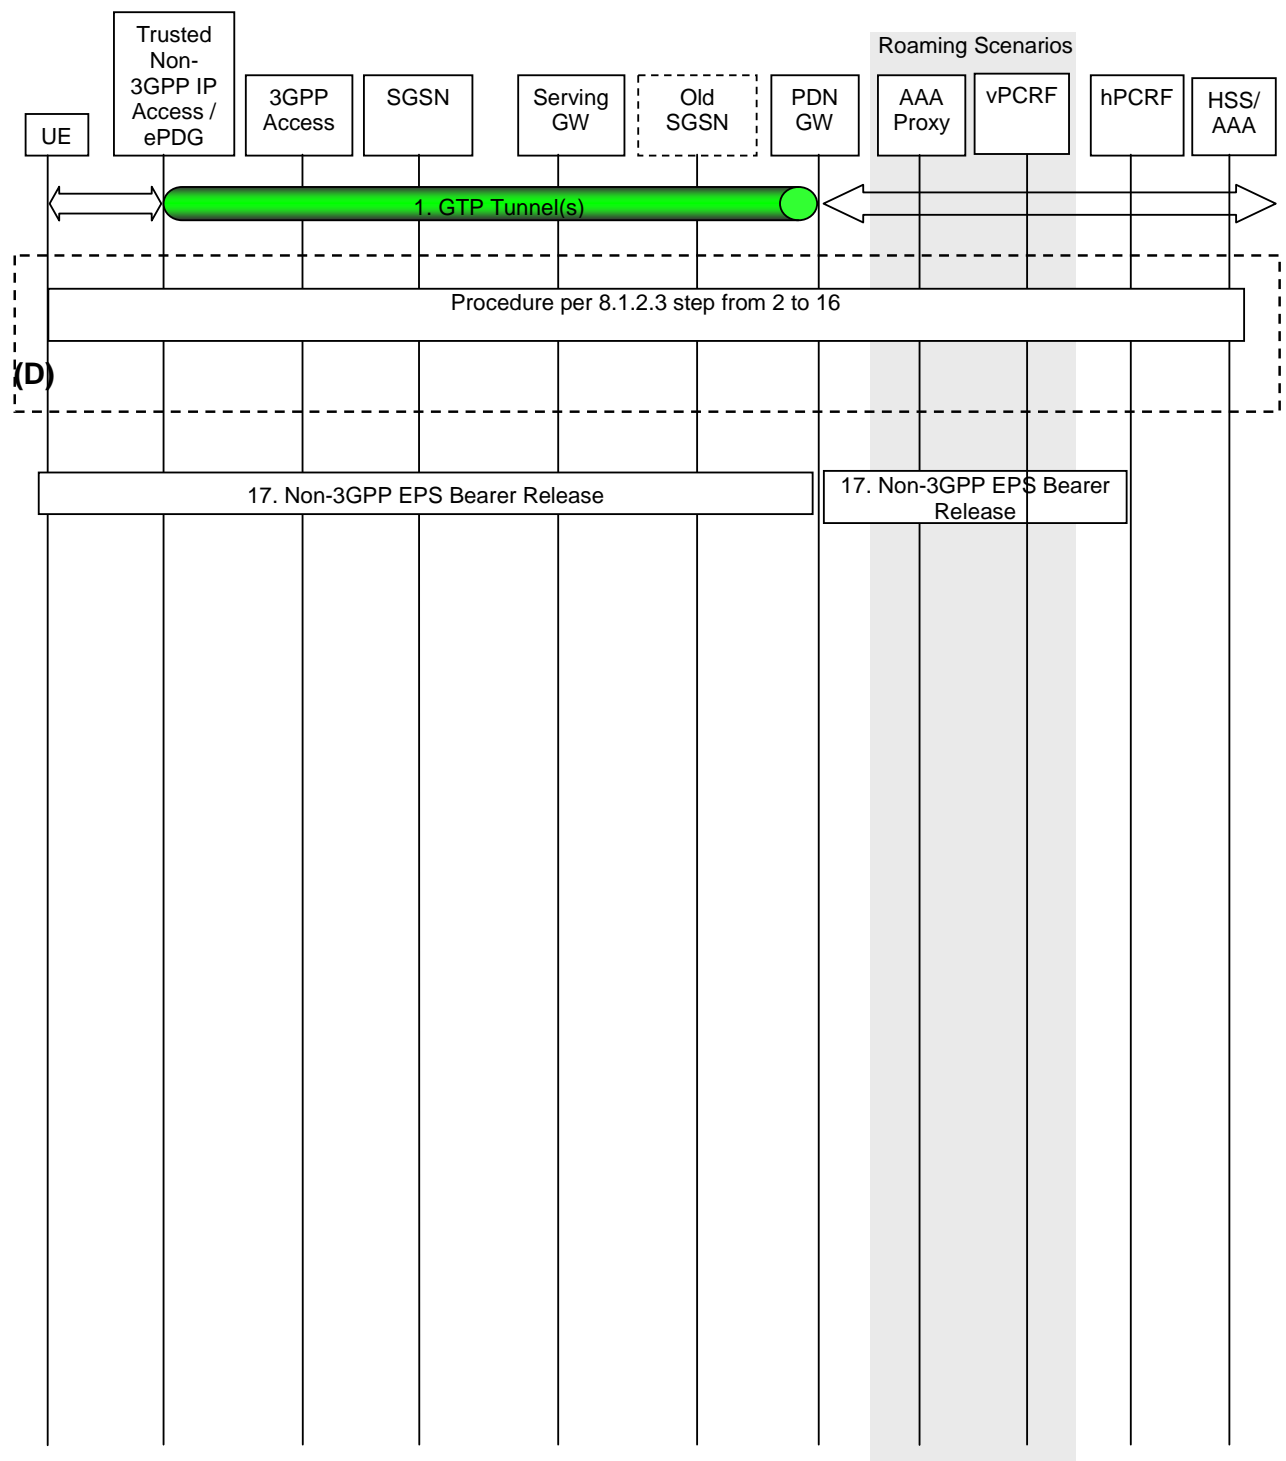 Trusted
Non-
3GPP IP
Access /
ePDG
Roaming Scenarios
UE
3GPP
Access
SGSN
Serving
GW
Old
SGSN
PDN
GW
AAA
Proxy
vPCRF
hPCRF
HSS/
AAA
1. GTP Tunnel(s)
Procedure per 8.1.2.3 step from 2 to 16
(D)
17. Non-3GPP EPS Bearer Release
17. Non-3GPP EPS Bearer
Release